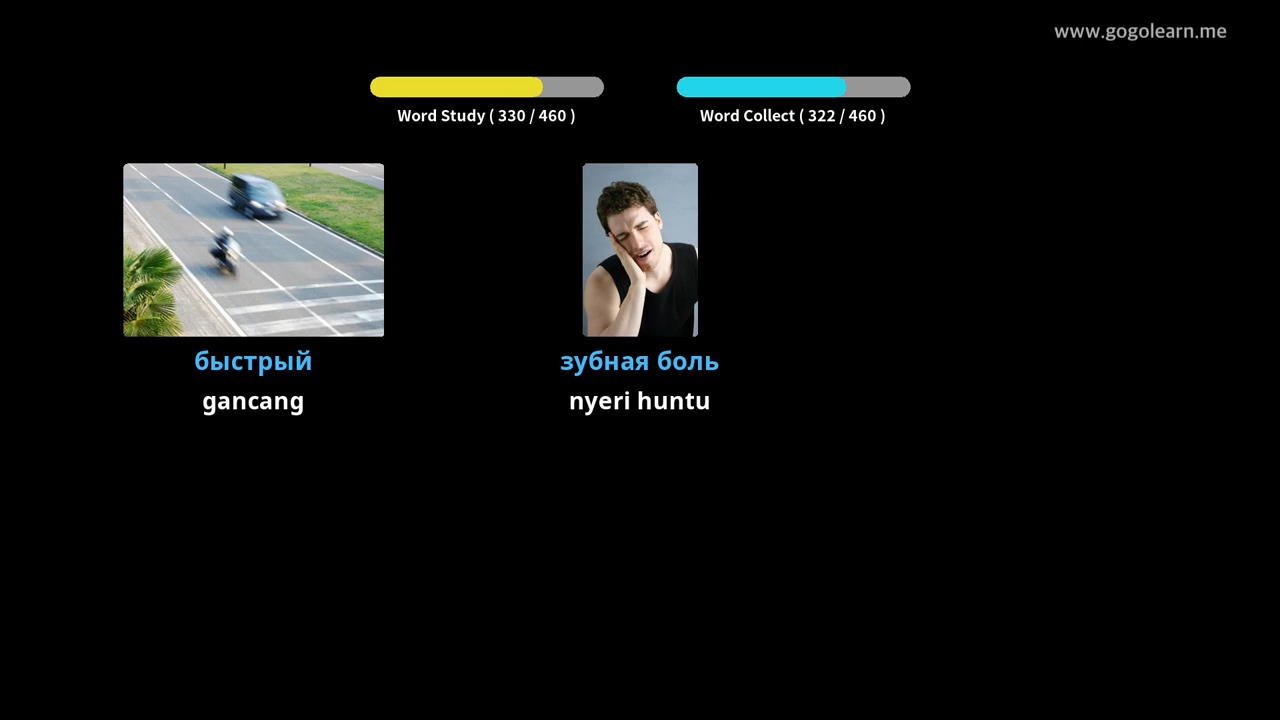 www.gogolearn.me
Word Study ( 330 / 460 )
Word Collect ( 322 / 460 )
быстрый
gancang
зубная боль
nyeri huntu